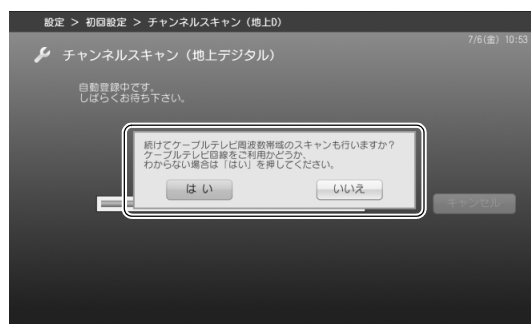 設定 ＞ 初回設定 ＞ チャンネルスキャン（地上D）
7/6(金) 10:53
チャンネルスキャン（地上デジタル）
自動登録中です。
しばらくお待ち下さい。
続けてケーブルテレビ周波数帯域のスキャンも行いますか？
ケーブルテレビ回線をご利用かどうか、
わからない場合は「はい」を押してください。
はい
いいえ
キャンセル